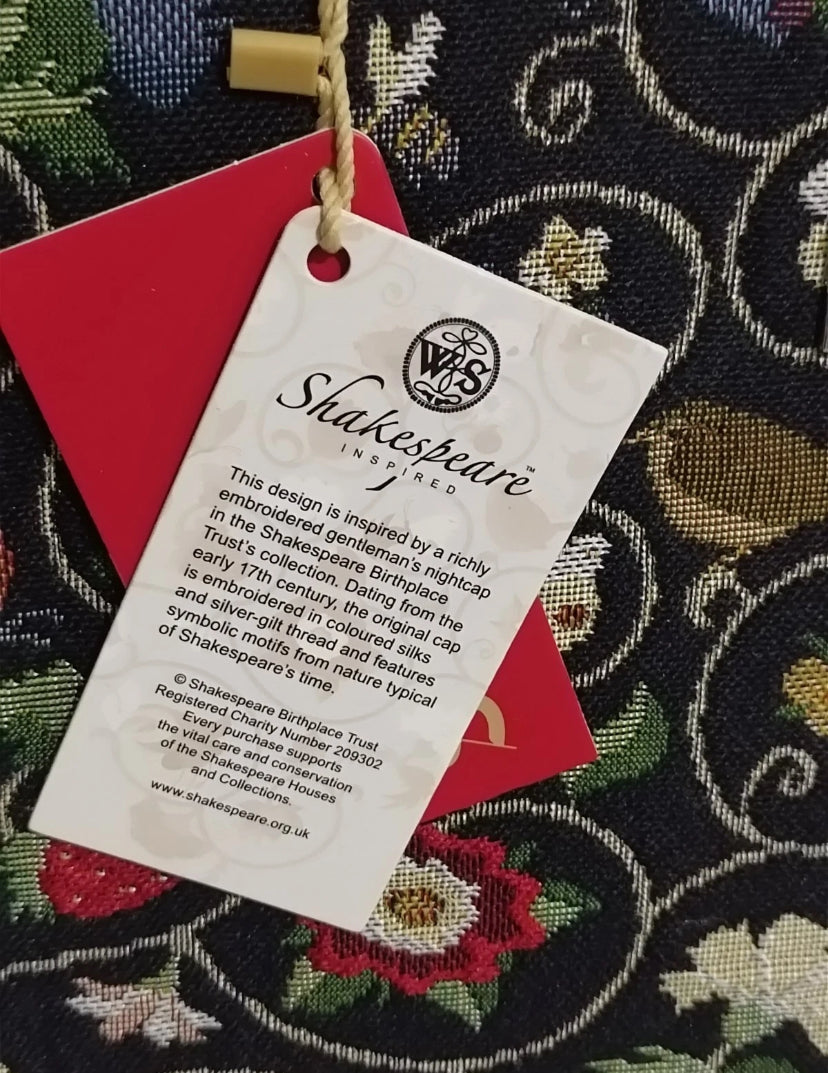 WS
Shakespeare™
INSPIRED
This design is inspired by a richly
embroidered gentleman's nightcap
in the Shakespeare Birthplace
Trust's collection. Dating from the
early 17th century, the original cap
is embroidered in coloured silks
and silver-gilt thread and features
symbolic motifs from nature typical
of Shakespeare's time.
© Shakespeare Birthplace Trust
Registered Charity Number 209302
Every purchase supports
the vital care and conservation
of the Shakespeare Houses
and Collections.
www.shakespeare.org.uk